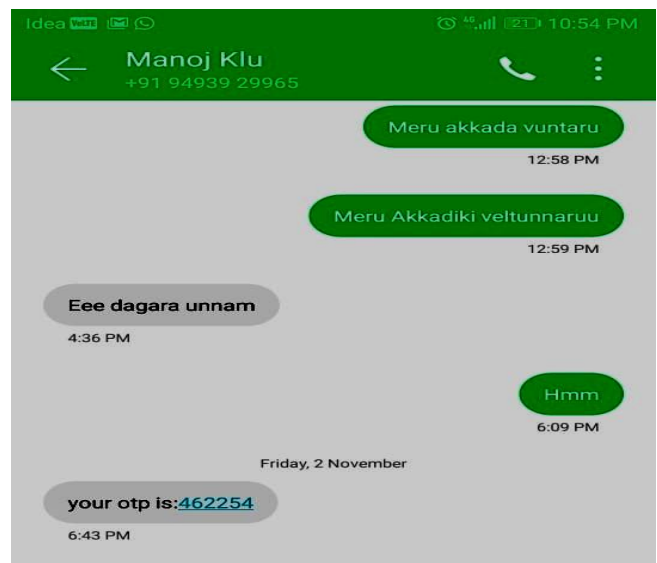 Idea VoLTE 4G 21 10:54 PM
Manoj Klu
+91 94939 29965
Meru akkada vuntaru
12:58 PM
Meru Akkadiki veltunnaruu
12:59 PM
Eee dagara unnam
4:36 PM
Hmm
6:09 PM
Friday, 2 November
your otp is:462254
6:43 PM